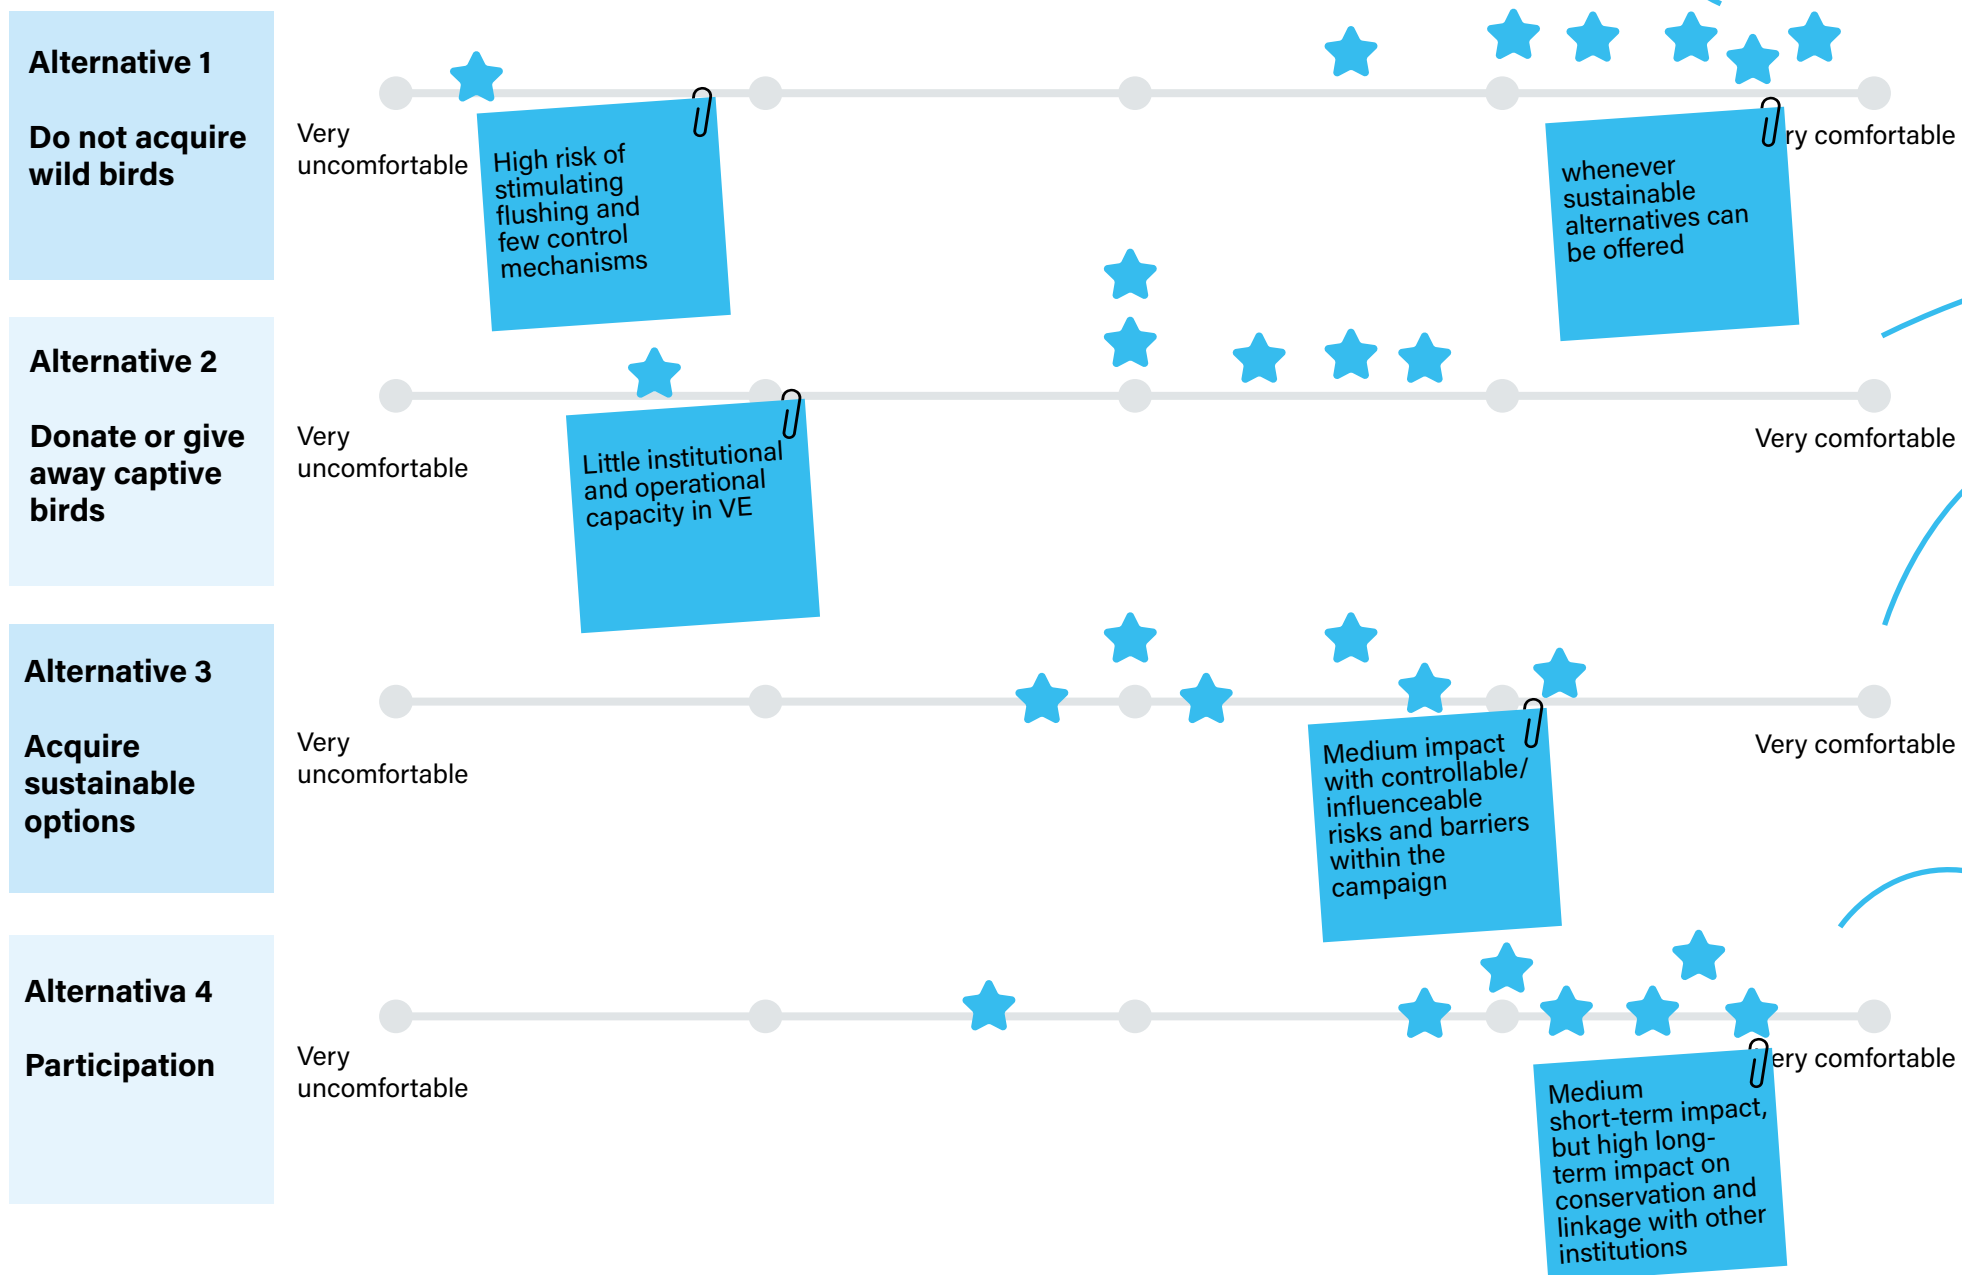 Alternative 1
Do not acquire
wild birds
Very
uncomfortable
High risk of
stimulating
flushing and
few control
mechanisms
whenever
sustainable
alternatives can
be offered
ry comfortable
Alternative 2
Donate or give
away captive
birds
Very
uncomfortable
Little institutional
and operational
capacity in VE
Very comfortable
Alternative 3
Acquire
sustainable
options
Very
uncomfortable
Medium impact
with controllable/
influenceable
risks and barriers
within the
campaign
Very comfortable
Alternativa 4
Participation
Very
uncomfortable
Medium
short-term impact,
but high long-
term impact on
conservation and
linkage with other
institutions
ery comfortable